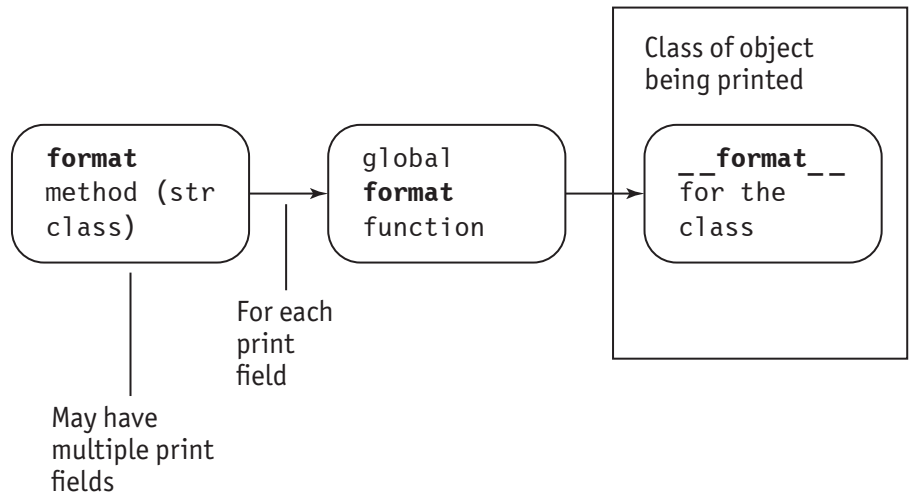 format
method (str
class)
For each
print
field
May have
multiple print
fields
global
format
function
Class of object
being printed
__format__
for the
class